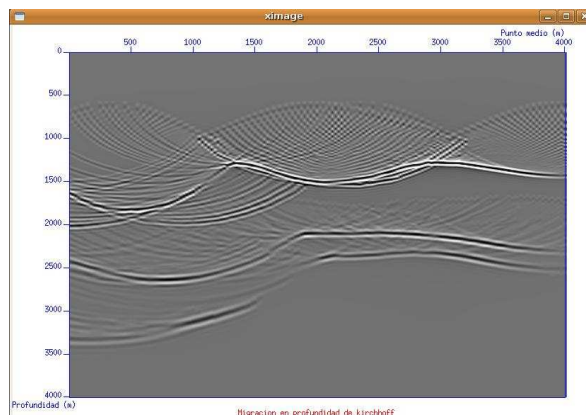 ximage
Punto medio (m)
500 1000 1500 2000 2500 3000 3500 4000
0
500
1000
1500
2000
2500
3000
3500
4000
Profundidad (m)
Migracion en profundidad de kirchhoff